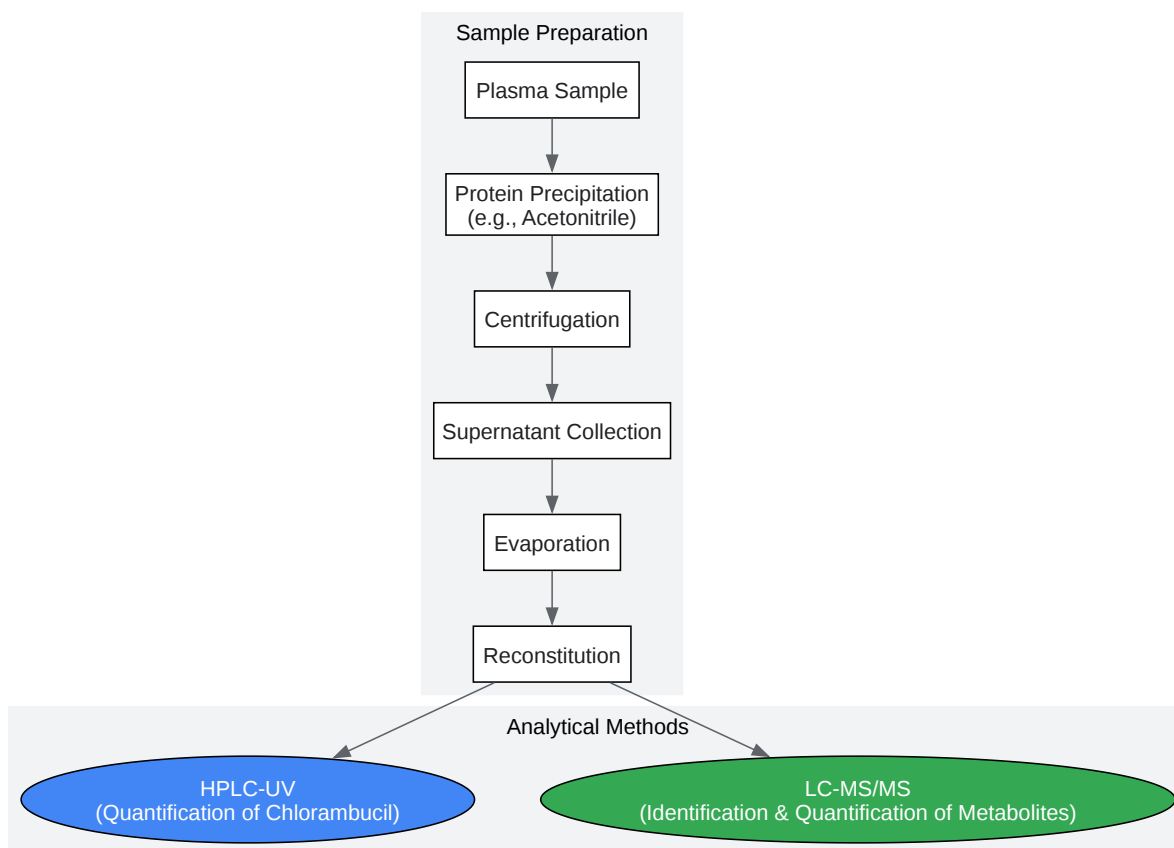 Sample Preparation
Plasma Sample
Protein Precipitation
(e.g., Acetonitrile)
Centrifugation
Supernatant Collection
Evaporation
Reconstitution
Analytical Methods
HPLC-UV
(Quantification of Chlorambucil)
LC-MS/MS
(Identification & Quantification of Metabolites)